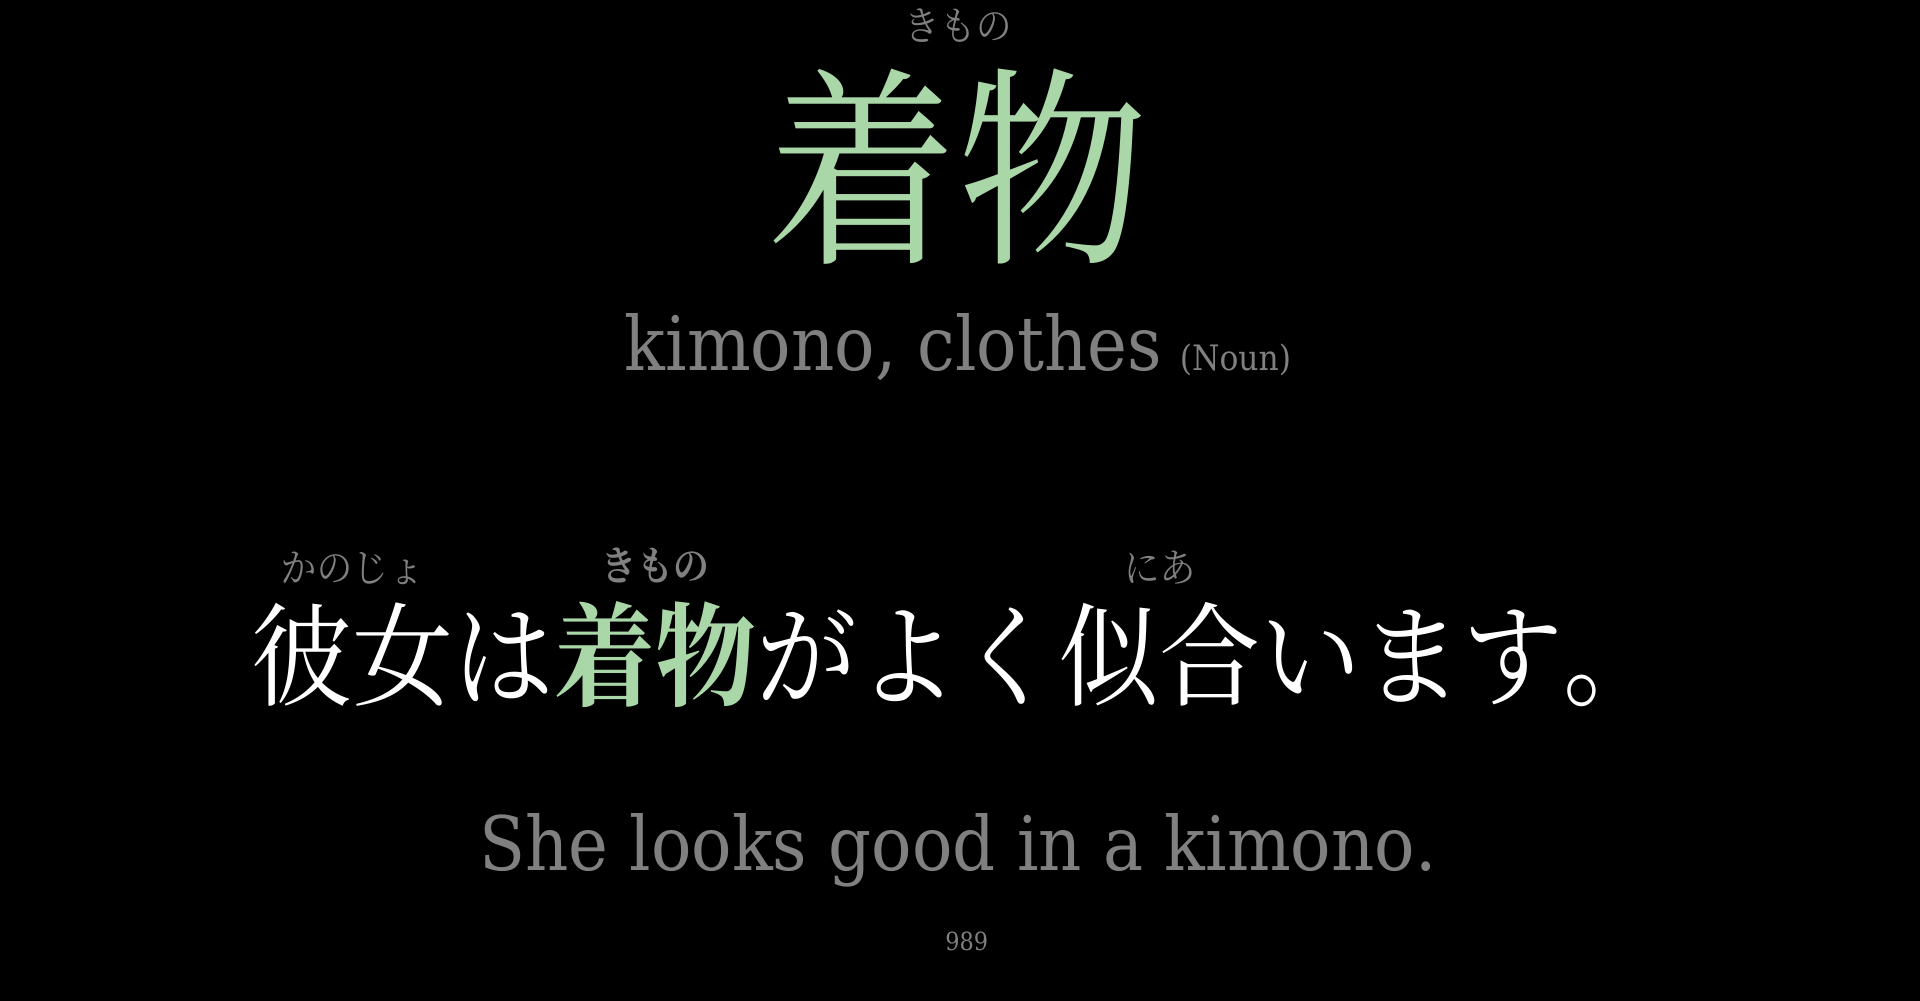 きもの
着物
kimono, clothes (Noun)
かのじょ きもの にあ
彼女は着物がよく似合います。
She looks good in a kimono.
989